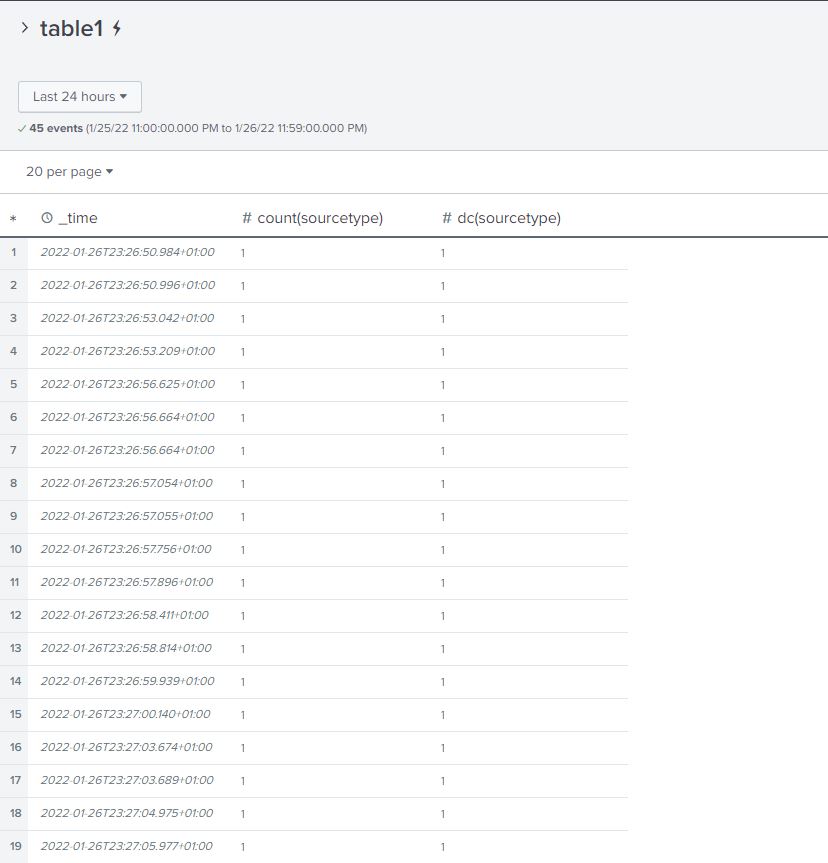 table1
Last 24 hours
45 events (1/25/22 11:00:00.000 PM to 1/26/22 11:59:00.000 PM)
20 per page
* _time # count(sourcetype) # dc(sourcetype)
1 2022-01-26T23:26:50.984+01:00 1 1
2 2022-01-26T23:26:50.996+01:00 1 1
3 2022-01-26T23:26:53.042+01:00 1 1
4 2022-01-26T23:26:53.209+01:00 1 1
5 2022-01-26T23:26:56.625+01:00 1 1
6 2022-01-26T23:26:56.664+01:00 1 1
7 2022-01-26T23:26:56.664+01:00 1 1
8 2022-01-26T23:26:57.054+01:00 1 1
9 2022-01-26T23:26:57.055+01:00 1 1
10 2022-01-26T23:26:57.756+01:00 1 1
11 2022-01-26T23:26:57.896+01:00 1 1
12 2022-01-26T23:26:58.411+01:00 1 1
13 2022-01-26T23:26:58.814+01:00 1 1
14 2022-01-26T23:26:59.939+01:00 1 1
15 2022-01-26T23:27:00.140+01:00 1 1
16 2022-01-26T23:27:03.674+01:00 1 1
17 2022-01-26T23:27:03.689+01:00 1 1
18 2022-01-26T23:27:04.975+01:00 1 1
19 2022-01-26T23:27:05.977+01:00 1 1